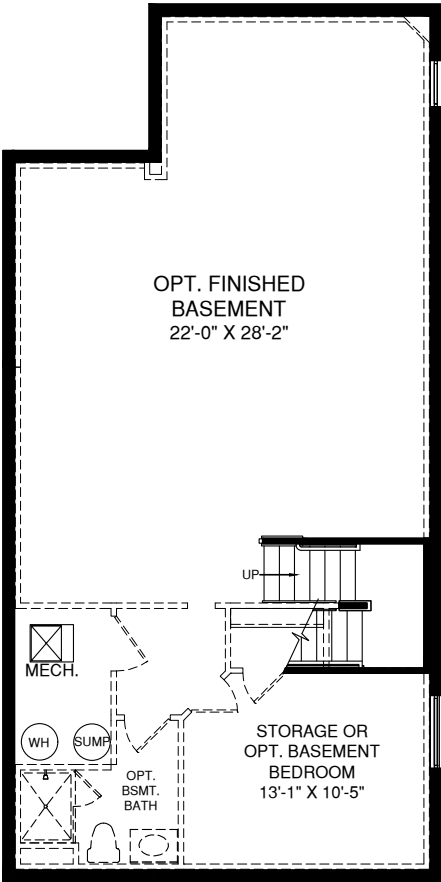 OPT. FINISHED
BASEMENT
22'-0" X 28'-2"
UP
MECH.
WH
SUMP
OPT.
BSMT.
BATH
STORAGE OR
OPT. BASEMENT
BEDROOM
13'-1" X 10'-5"